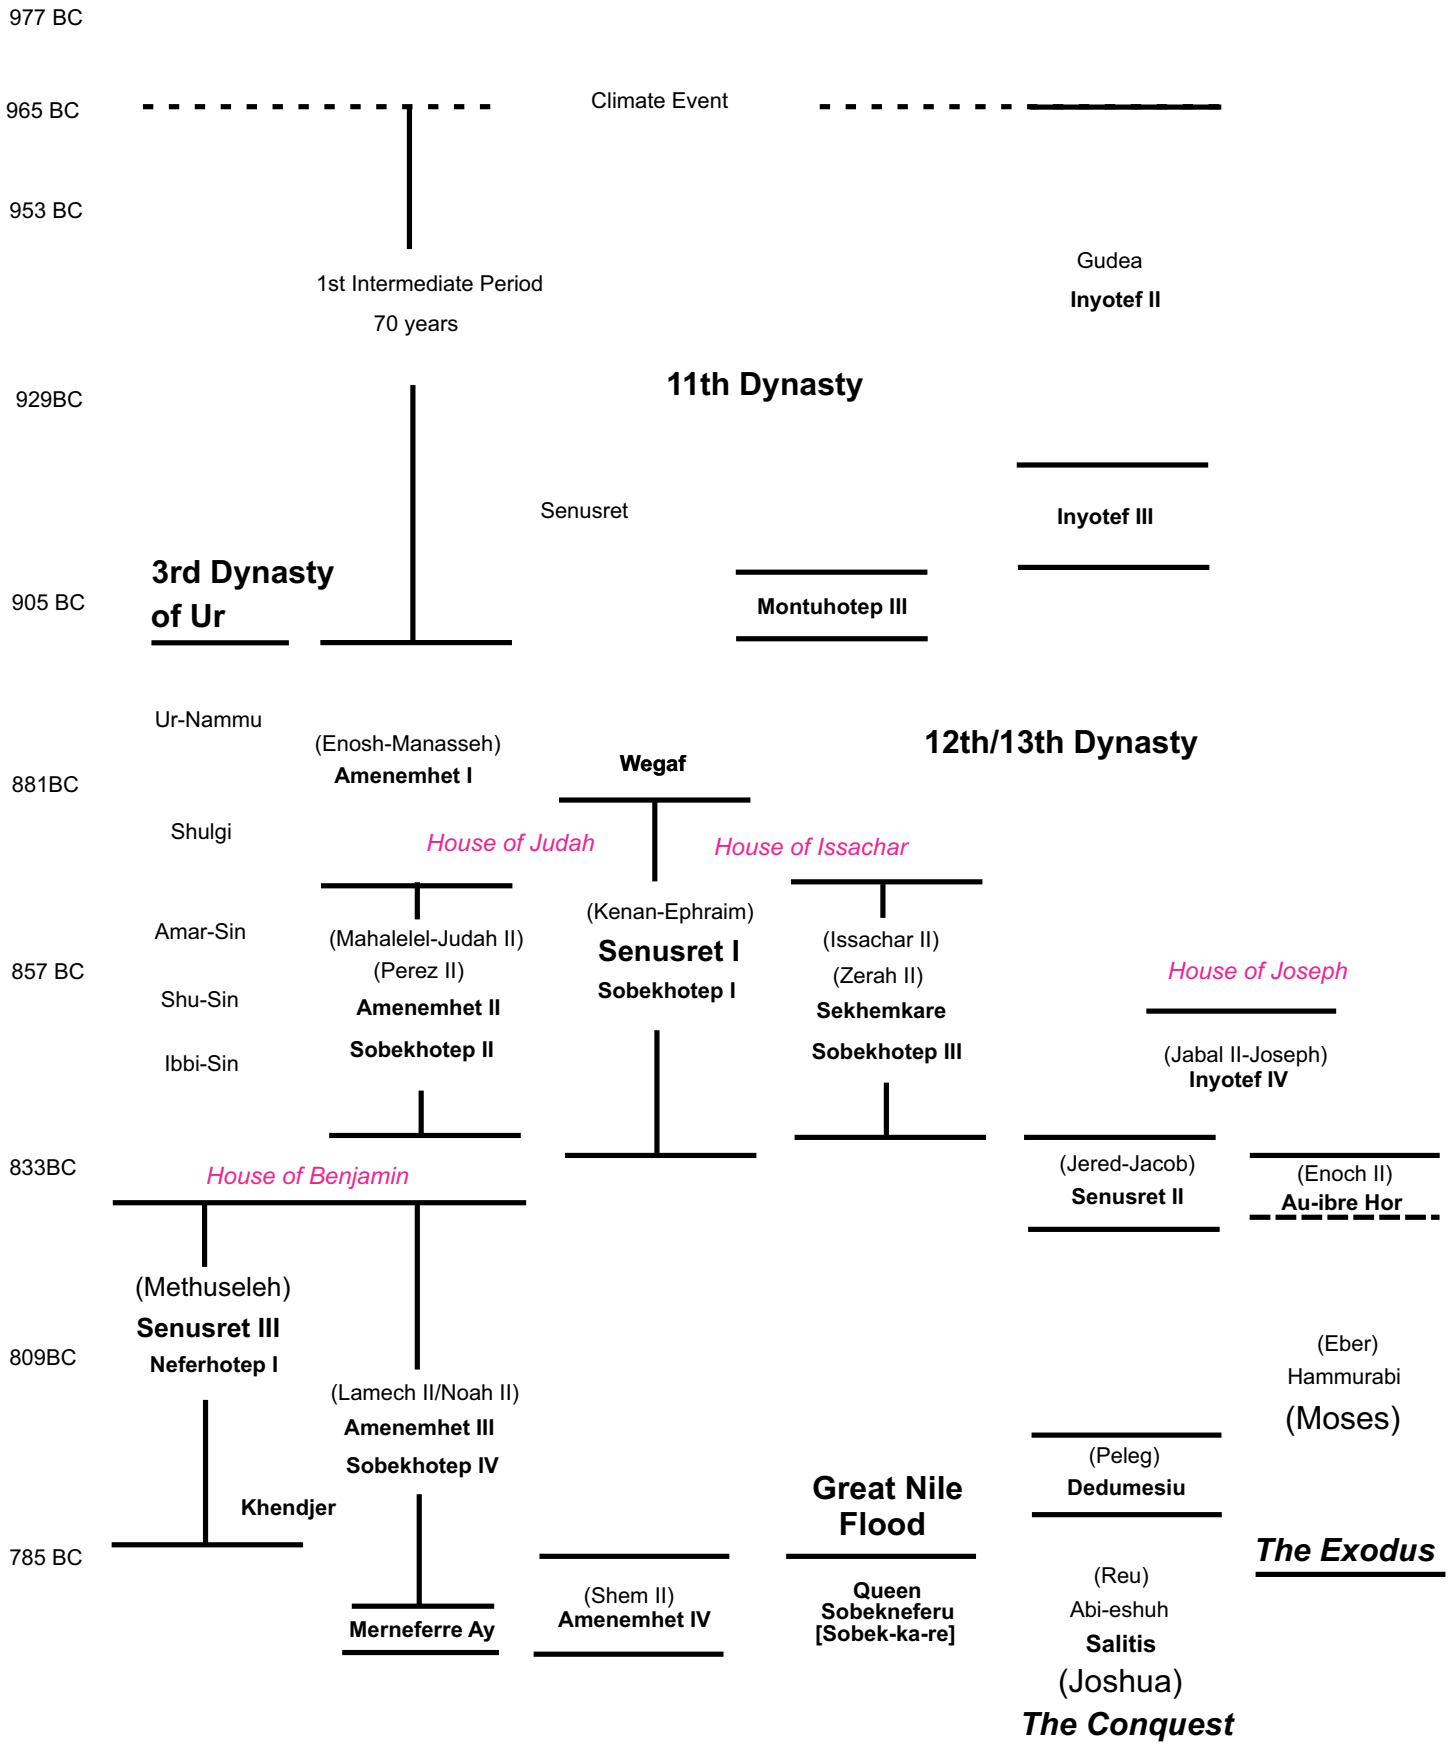 977 BC
965 BC
Climate Event
953 BC
Gudea
Inyotef II
1st Intermediate Period
70 years
11th Dynasty
929BC
Senusret
Inyotef III
3rd Dynasty
of Ur
905 BC
Montuhotep III
Ur-Nammu
(Enosh-Manasseh)
Amenemhet I
Wegaf
12th/13th Dynasty
881BC
Shulgi
House of Judah
House of Issachar
Amar-Sin
(Mahalelel-Judah II)
(Perez II)
Amenemhet II
Sobekhotep II
(Kenan-Ephraim)
Senusret I
Sobekhotep I
(Issachar II)
(Zerah II)
Sekhemkare
Sobekhotep III
857 BC
House of Joseph
Shu-Sin
Ibbi-Sin
(Jabal II-Joseph)
Inyotef IV
833BC
House of Benjamin
(Jered-Jacob)
Senusret II
(Enoch II)
Au-ibre Hor
(Methuseleh)
Senusret III
Neferhotep I
809BC
(Lamech II/Noah II)
Amenemhet III
Sobekhotep IV
(Eber)
Hammurabi
(Moses)
(Peleg)
Dedumesiu
Khendjer
Great Nile
Flood
785 BC
The Exodus
Merneferre Ay
(Shem II)
Amenemhet IV
Queen
Sobekneferu
[Sobek-ka-re]
(Reu)
Abi-eshuh
Salitis
(Joshua)
The Conquest